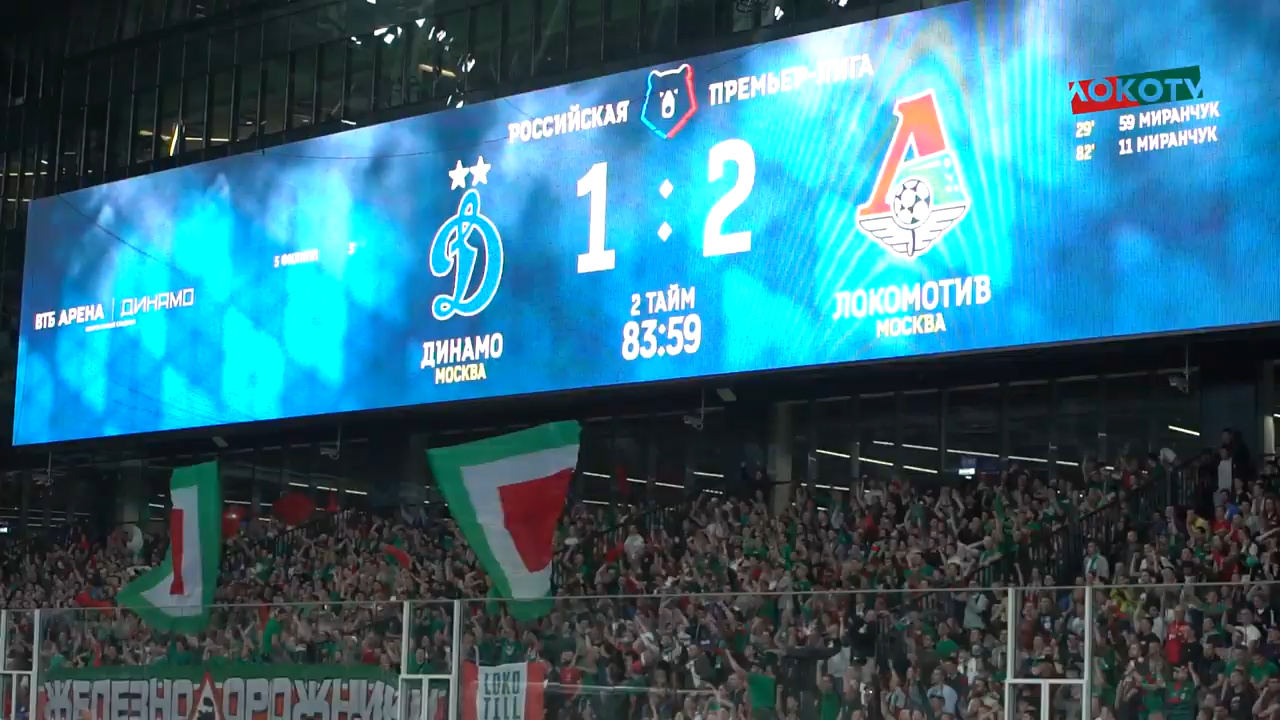 ЛОКОTV
РОССИЙСКАЯ ПРЕМЬЕР-ЛИГА
29' 59 МИРАНЧУК
82' 11 МИРАНЧУК
1 : 2
ВТБ АРЕНА | ДИНАМО
2 ТАЙМ
83:59
ДИНАМО
МОСКВА
ЛОКОМОТИВ
МОСКВА
LOKO
TILL